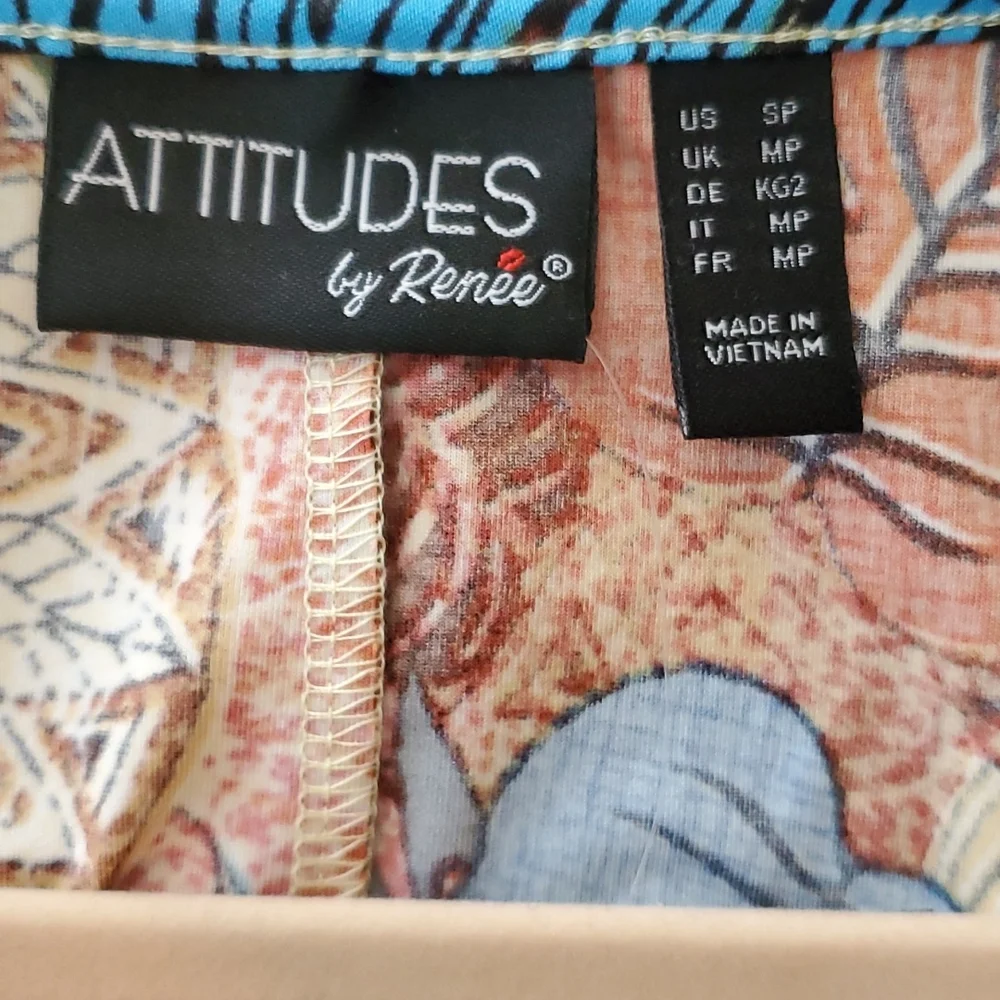 ATTITUDES
by Renée®
US SP
UK MP
DE KG2
IT MP
FR MP
MADE IN
VIETNAM